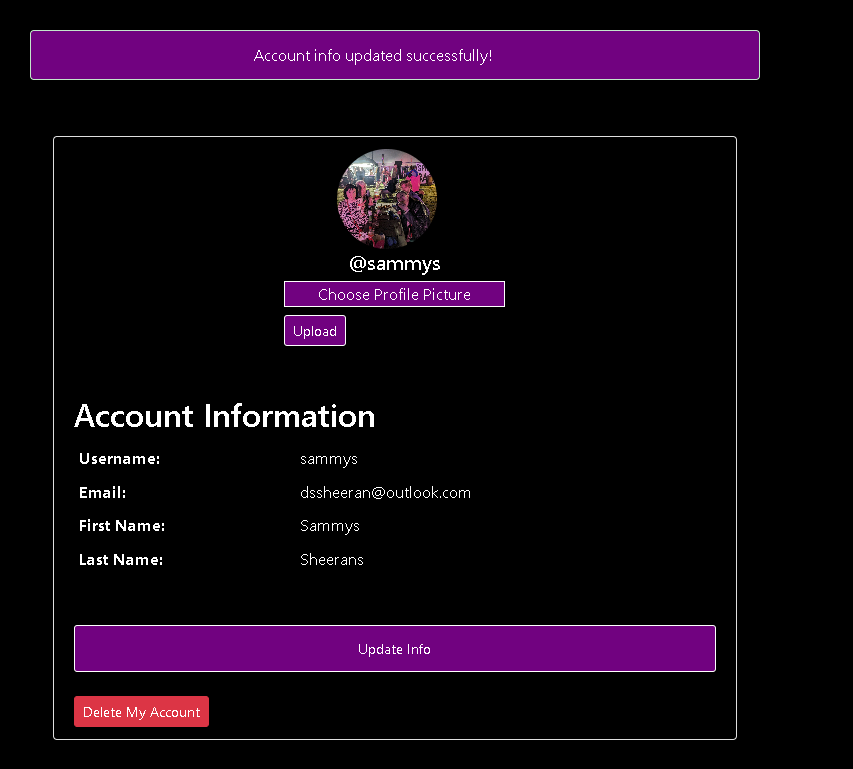 Account info updated successfully!
@sammys
Choose Profile Picture
Upload
Account Information
Username: sammys
Email: dssheeran@outlook.com
First Name: Sammys
Last Name: Sheerans
Update Info
Delete My Account